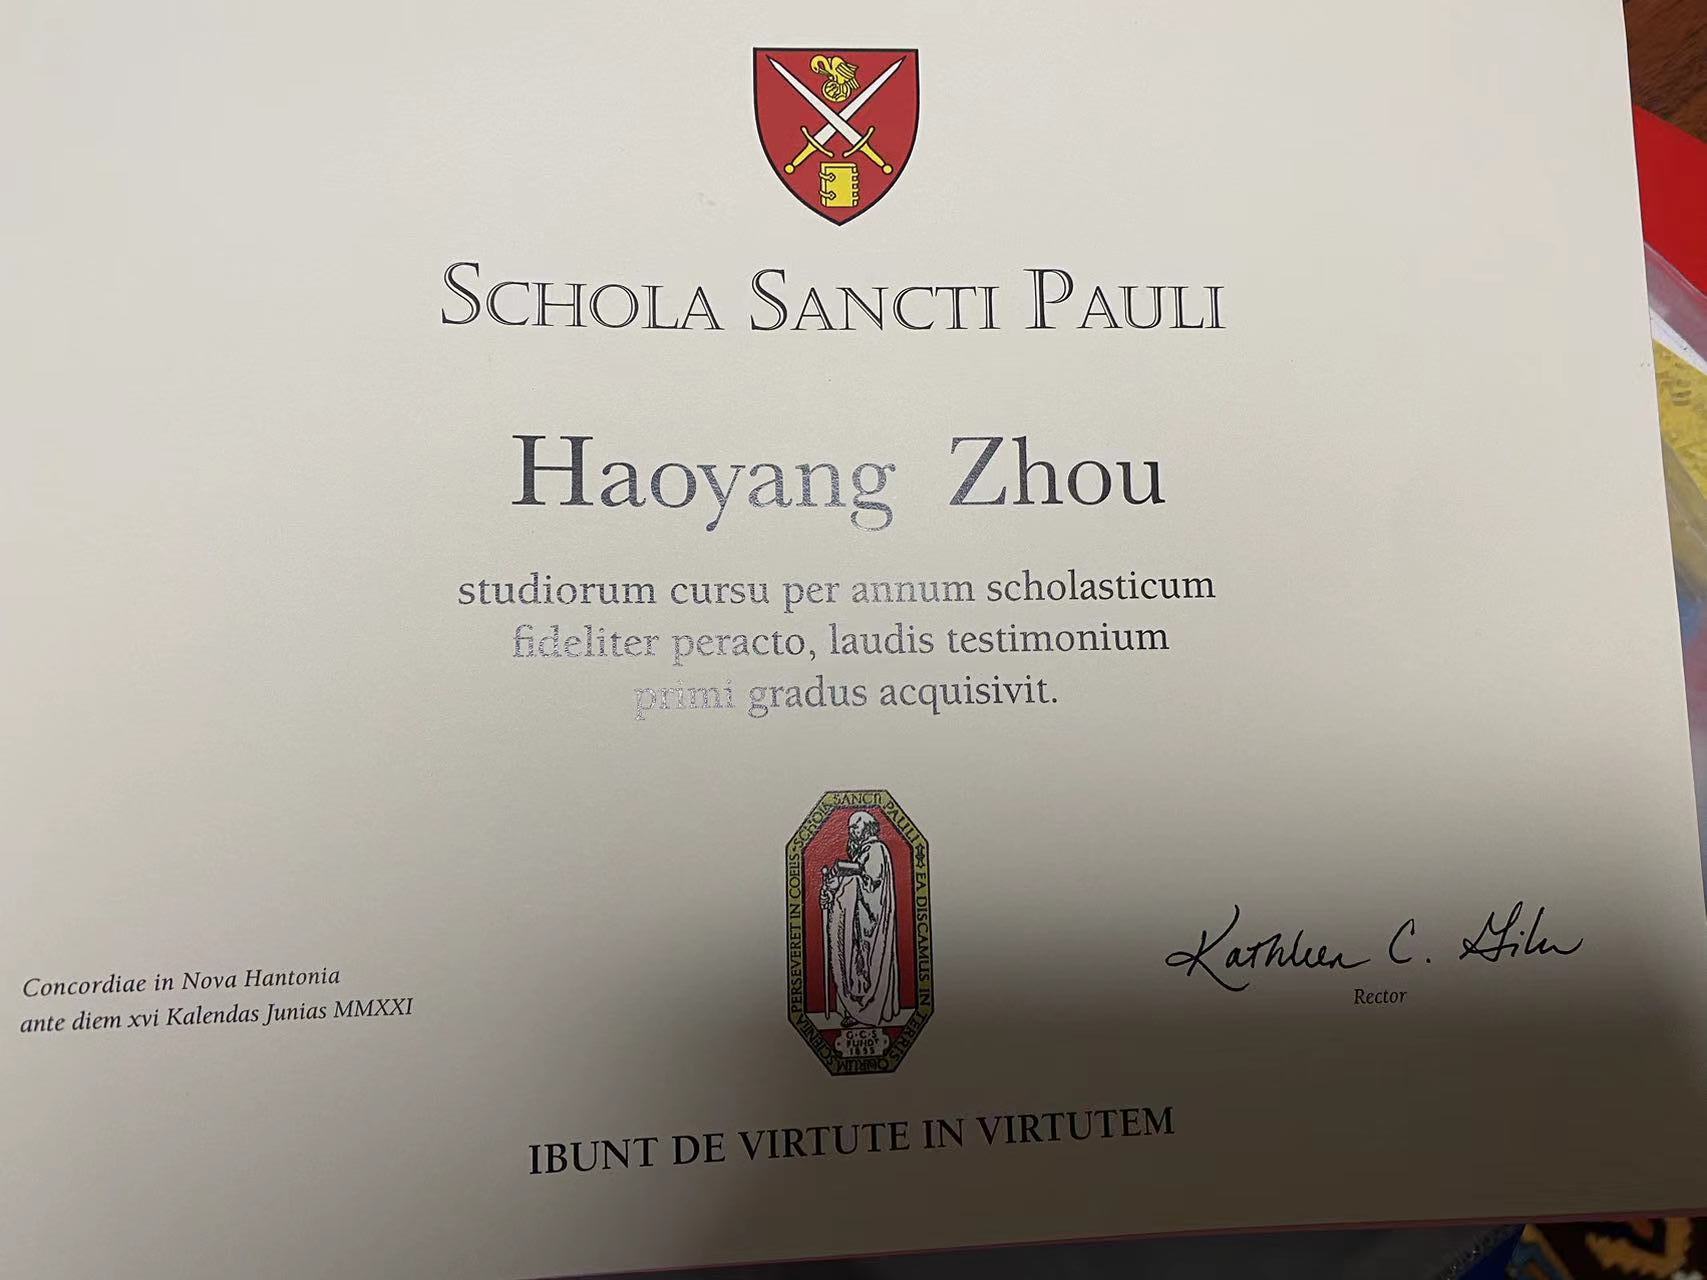 SCHOLA SANCTI PAULI
Haoyang Zhou
studiorum cursu per annum scholasticum
fideliter peracto, laudis testimonium
primi gradus acquisivit.
SCHOLA SANCTI PAULI
EA DISCAMUS IN TERRIS QUORUM SCIENTIA PERSEVERET IN COELIS
G·C·S
FUNDT
1855
Concordiae in Nova Hantonia
ante diem xvi Kalendas Junias MMXXI
Kathleen C.
Rector
IBUNT DE VIRTUTE IN VIRTUTEM